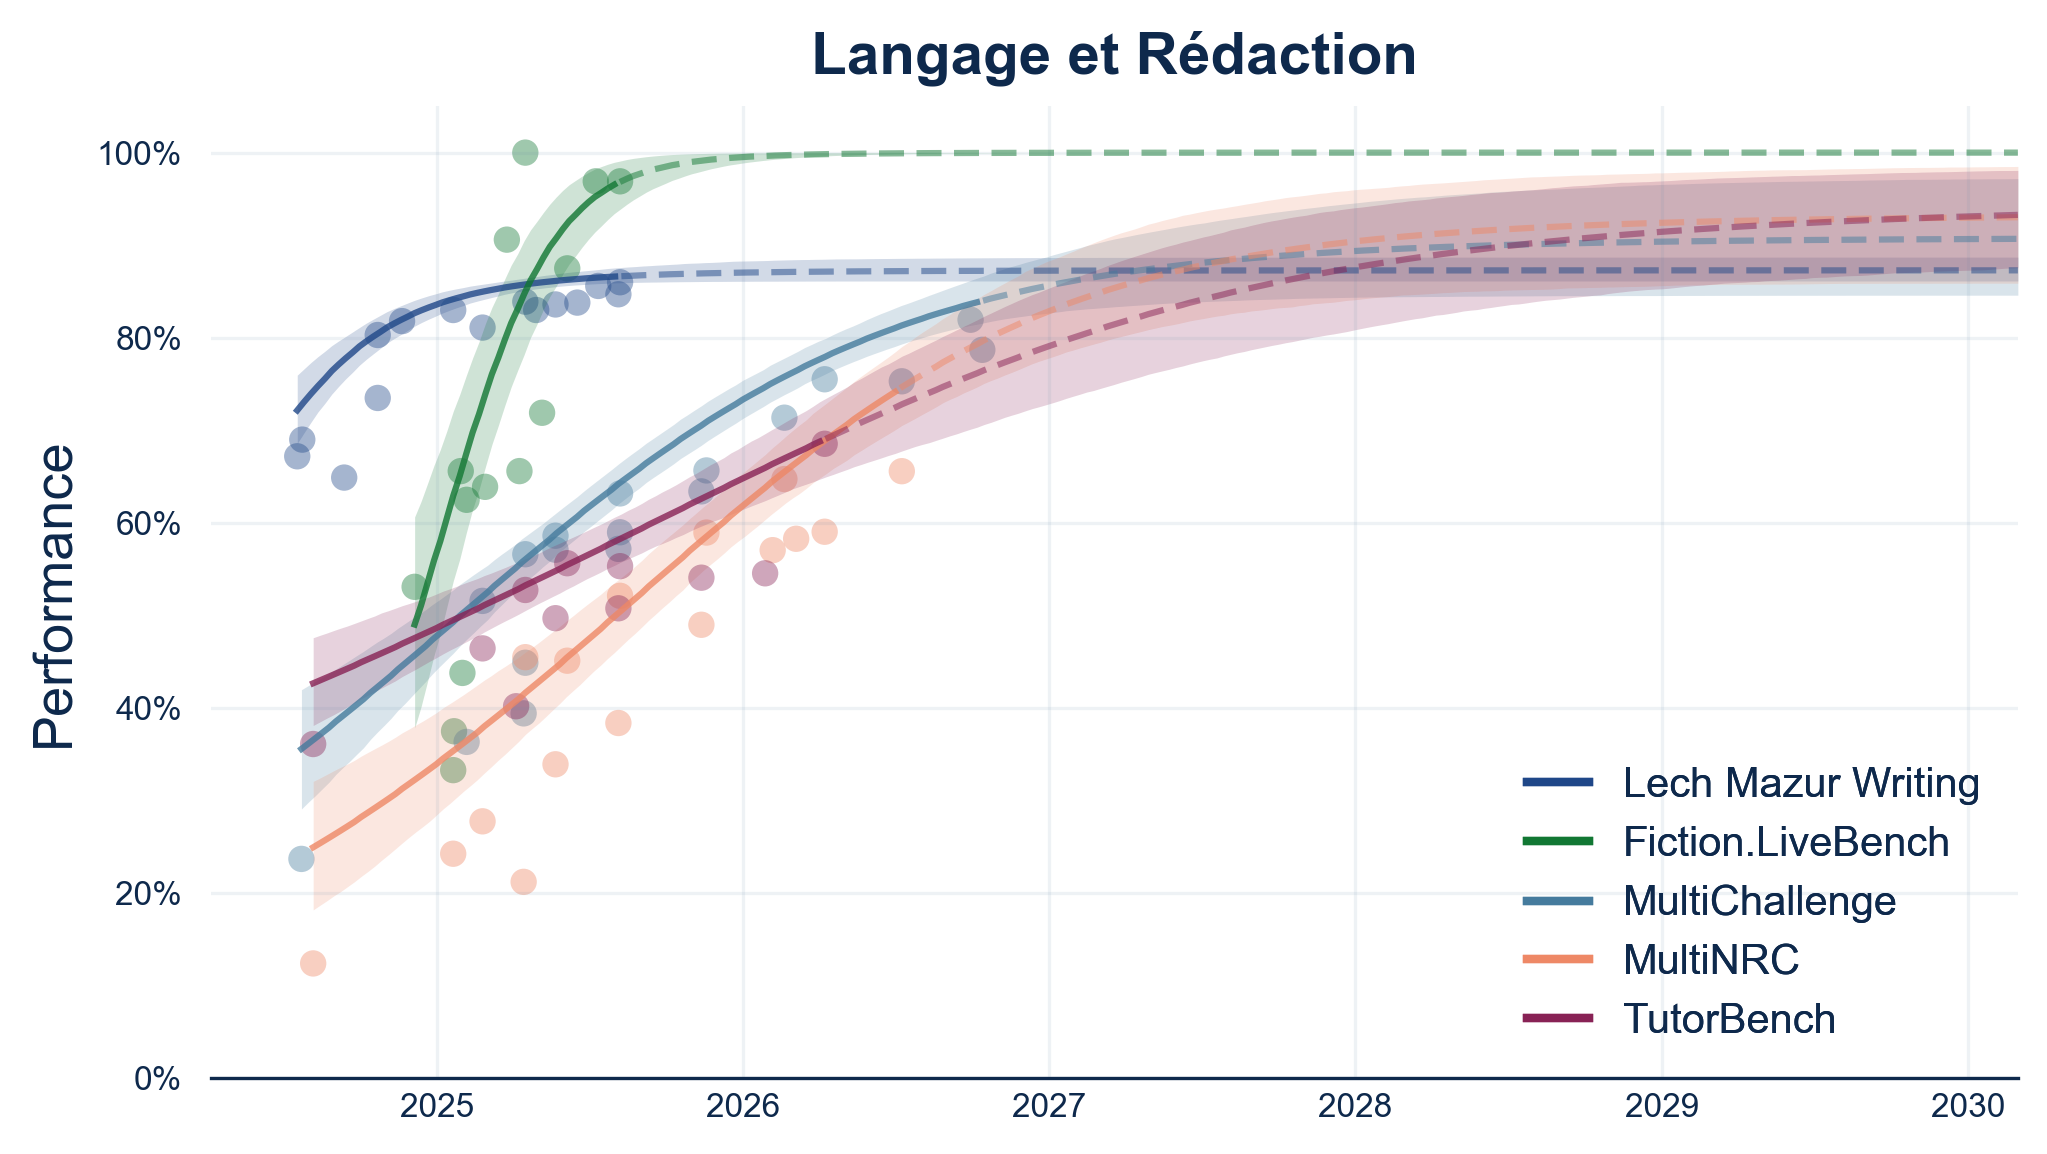 Langage et Rédaction
Performance
100%
80%
60%
40%
20%
0%
2025
2026
2027
2028
2029
2030
Lech Mazur Writing
Fiction.LiveBench
MultiChallenge
MultiNRC
TutorBench